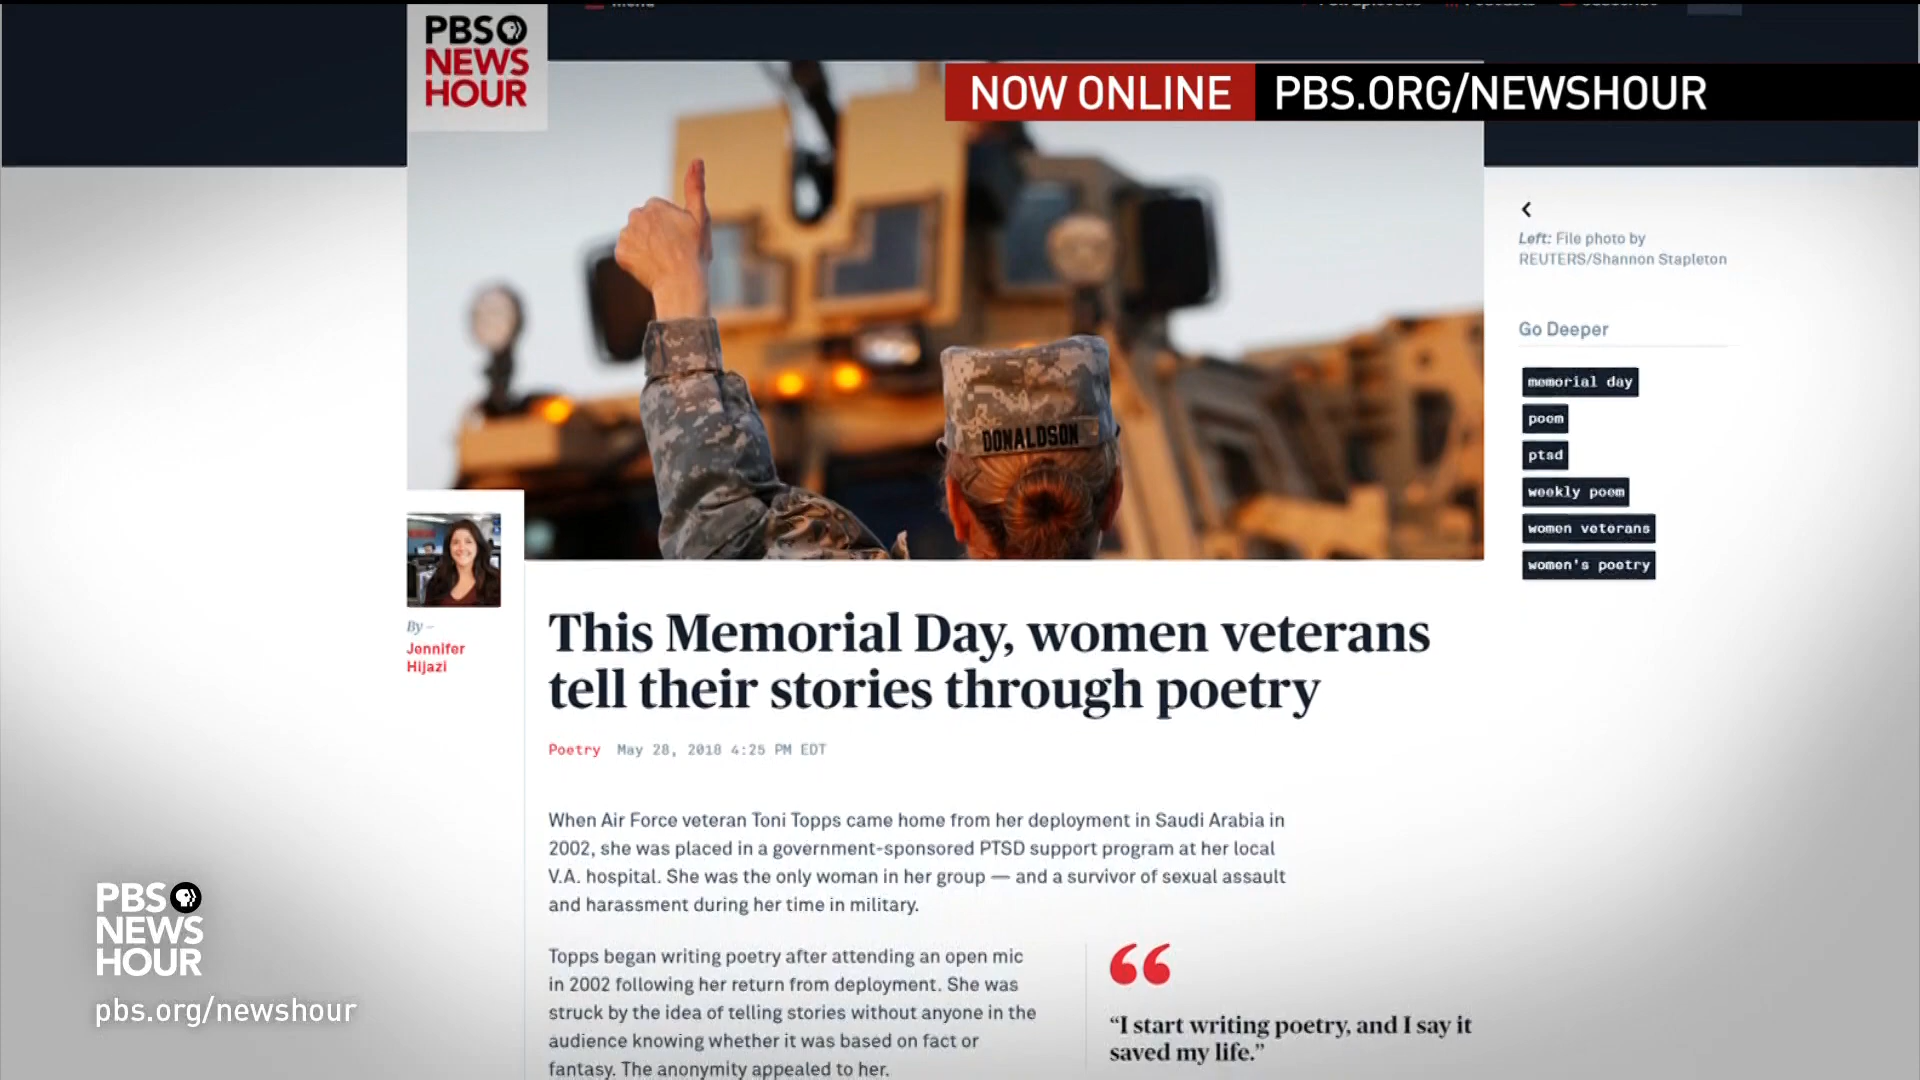 PBS
NEWS
HOUR
NOW ONLINE
PBS.ORG/NEWSHOUR
Left: File photo by
REUTERS/Shannon Stapleton
Go Deeper
memorial day
poem
ptsd
weekly poem
women veterans
women's poetry
DONALDSON
By –
Jennifer
Hijazi
This Memorial Day, women veterans
tell their stories through poetry
Poetry May 28, 2018 4:25 PM EDT
When Air Force veteran Toni Topps came home from her deployment in Saudi Arabia in
2002, she was placed in a government-sponsored PTSD support program at her local
V.A. hospital. She was the only woman in her group — and a survivor of sexual assault
and harassment during her time in military.
Topps began writing poetry after attending an open mic
in 2002 following her return from deployment. She was
struck by the idea of telling stories without anyone in the
audience knowing whether it was based on fact or
fantasy. The anonymity appealed to her.
“
“I start writing poetry, and I say it
saved my life.”
PBS
NEWS
HOUR
pbs.org/newshour